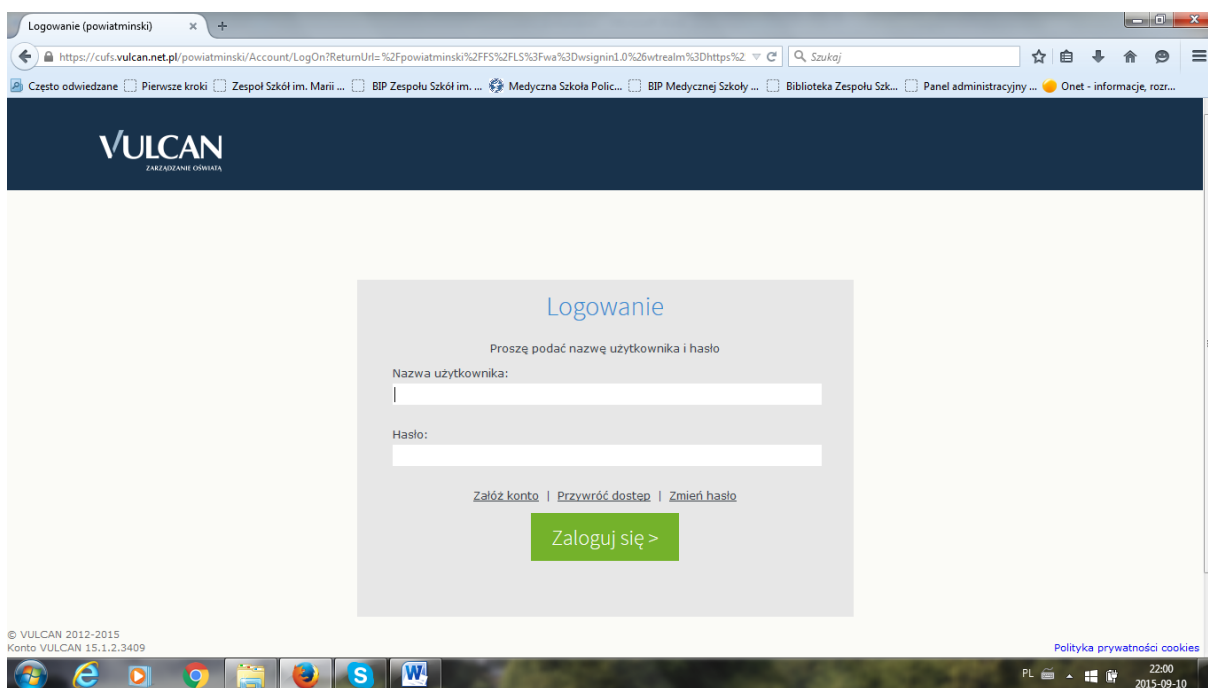 Logowanie (powiatminski)
https://cufs.vulcan.net.pl/powiatminski/Account/LogOn?ReturnUrl=%2Fpowiatminski%2FFS%2FLS%3Fwa%3Dwsignin1.0%26wtrealm%3Dhttps%2 Szukaj
Często odwiedzane Pierwsze kroki Zespoł Szkół im. Marii ... BIP Zespołu Szkół im. ... Medyczna Szkoła Polic... BIP Medycznej Szkoły ... Biblioteka Zespołu Szk... Panel administracyjny ... Onet - informacje, rozr...
VULCAN
ZARZĄDZANIE OŚWIATĄ
Logowanie
Proszę podać nazwę użytkownika i hasło
Nazwa użytkownika:
Hasło:
Załóż konto | Przywróć dostęp | Zmień hasło
Zaloguj się >
© VULCAN 2012-2015
Konto VULCAN 15.1.2.3409
Polityka prywatności cookies
PL 22:00
2015-09-10